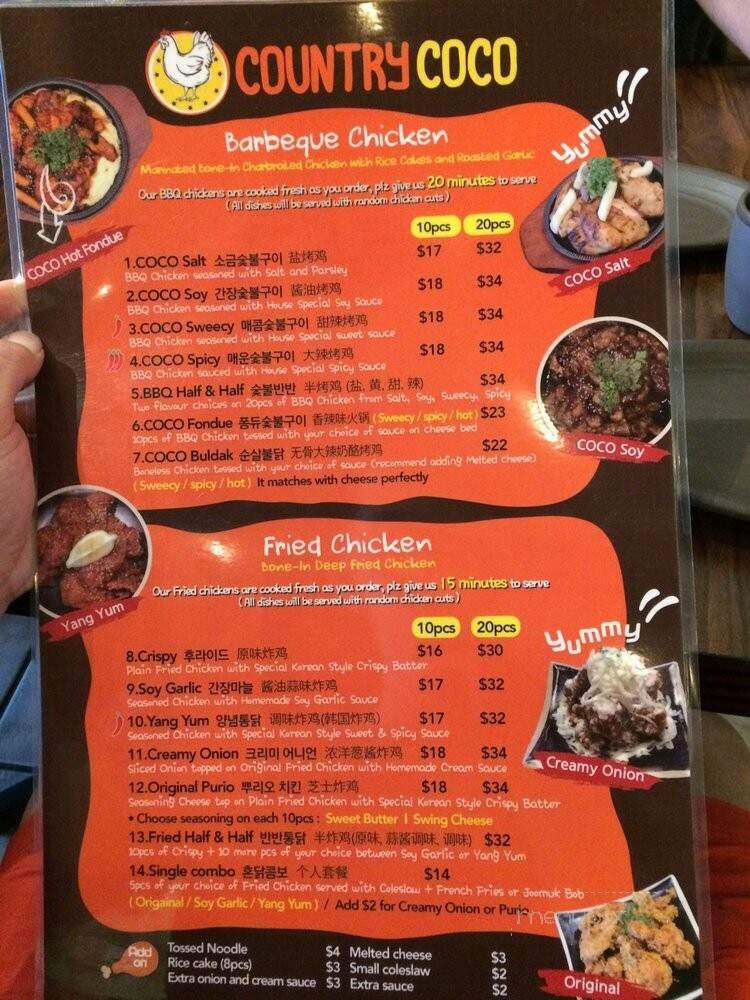 COUNTRY COCO
Barbeque Chicken
Marinated Bone-In Charbroiled Chicken with Rice Cakes and Roasted Garlic
Our BBQ chickens are cooked fresh as you order, plz give us 20 minutes to serve
(All dishes will be served with random chicken cuts)
Yummy
COCO Hot Fondue
COCO Salt
10pcs 20pcs
1.COCO Salt 소금숯불구이 盐烤鸡 $17 $32
BBQ Chicken seasoned with Salt and Parsley
2.COCO Soy 간장숯불구이 酱油烤鸡 $18 $34
BBQ Chicken seasoned with House Special Soy Sauce
3.COCO Sweecy 매콤숯불구이 甜辣烤鸡 $18 $34
BBQ Chicken seasoned with House Special sweet sauce
4.COCO Spicy 매운숯불구이 大辣烤鸡 $18 $34
BBQ Chicken sauced with House Special Spicy Sauce
5.BBQ Half & Half 숯불반반 半烤鸡 (盐, 黄, 甜, 辣) $34
Two flavour choices on 20pcs of BBQ Chicken from Salt, Soy, Sweecy, Spicy
6.COCO Fondue 퐁듀숯불구이 香辣味火锅 (Sweecy / spicy / hot) $23
10pcs of BBQ Chicken tossed with your choice of sauce on cheese bed
7.COCO Buldak 순살불닭 无骨大辣奶酪烤鸡 $22
Boneless Chicken tossed with your choice of sauce (recommend adding Melted cheese)
(Sweecy / spicy / hot) It matches with cheese perfectly
COCO Soy
Yang Yum
Fried Chicken
Bone-In Deep Fried Chicken
Our Fried chickens are cooked fresh as you order, plz give us 15 minutes to serve
(All dishes will be served with random chicken cuts)
Yummy
10pcs 20pcs
8.Crispy 후라이드 原味炸鸡 $16 $30
Plain Fried Chicken with Special Korean Style Crispy Batter
9.Soy Garlic 간장마늘 酱油蒜味炸鸡 $17 $32
Seasoned Chicken with Homemade Soy Garlic Sauce
10.Yang Yum 양념통닭 调味炸鸡(韩国炸鸡) $17 $32
Seasoned Chicken with Special Korean Style Sweet & Spicy Sauce
11.Creamy Onion 크리미 어니언 浓洋葱酱炸鸡 $18 $34
Sliced Onion topped on Original Fried Chicken with Homemade Cream Sauce
12.Original Purio 뿌리오 치킨 芝士炸鸡 $18 $34
Seasoning Cheese top on Plain Fried Chicken with Special Korean Style Crispy Batter
• Choose seasoning on each 10pcs : Sweet Butter | Swing Cheese
13.Fried Half & Half 반반통닭 半炸鸡(原味, 蒜酱调味, 调味) $32
10pcs of Crispy + 10 more pcs of your choice between Soy Garlic or Yang Yum
14.Single combo 혼닭콤보 个人套餐 $14
5pcs of your choice of Fried Chicken served with Coleslaw + French Fries or Joomuk Bob
(Origainal / Soy Garlic / Yang Yum) / Add $2 for Creamy Onion or Purio
Creamy Onion
Original
Add on
Tossed Noodle $4 Melted cheese $3
Rice cake (8pcs) $3 Small coleslaw $2
Extra onion and cream sauce $3 Extra sauce $2